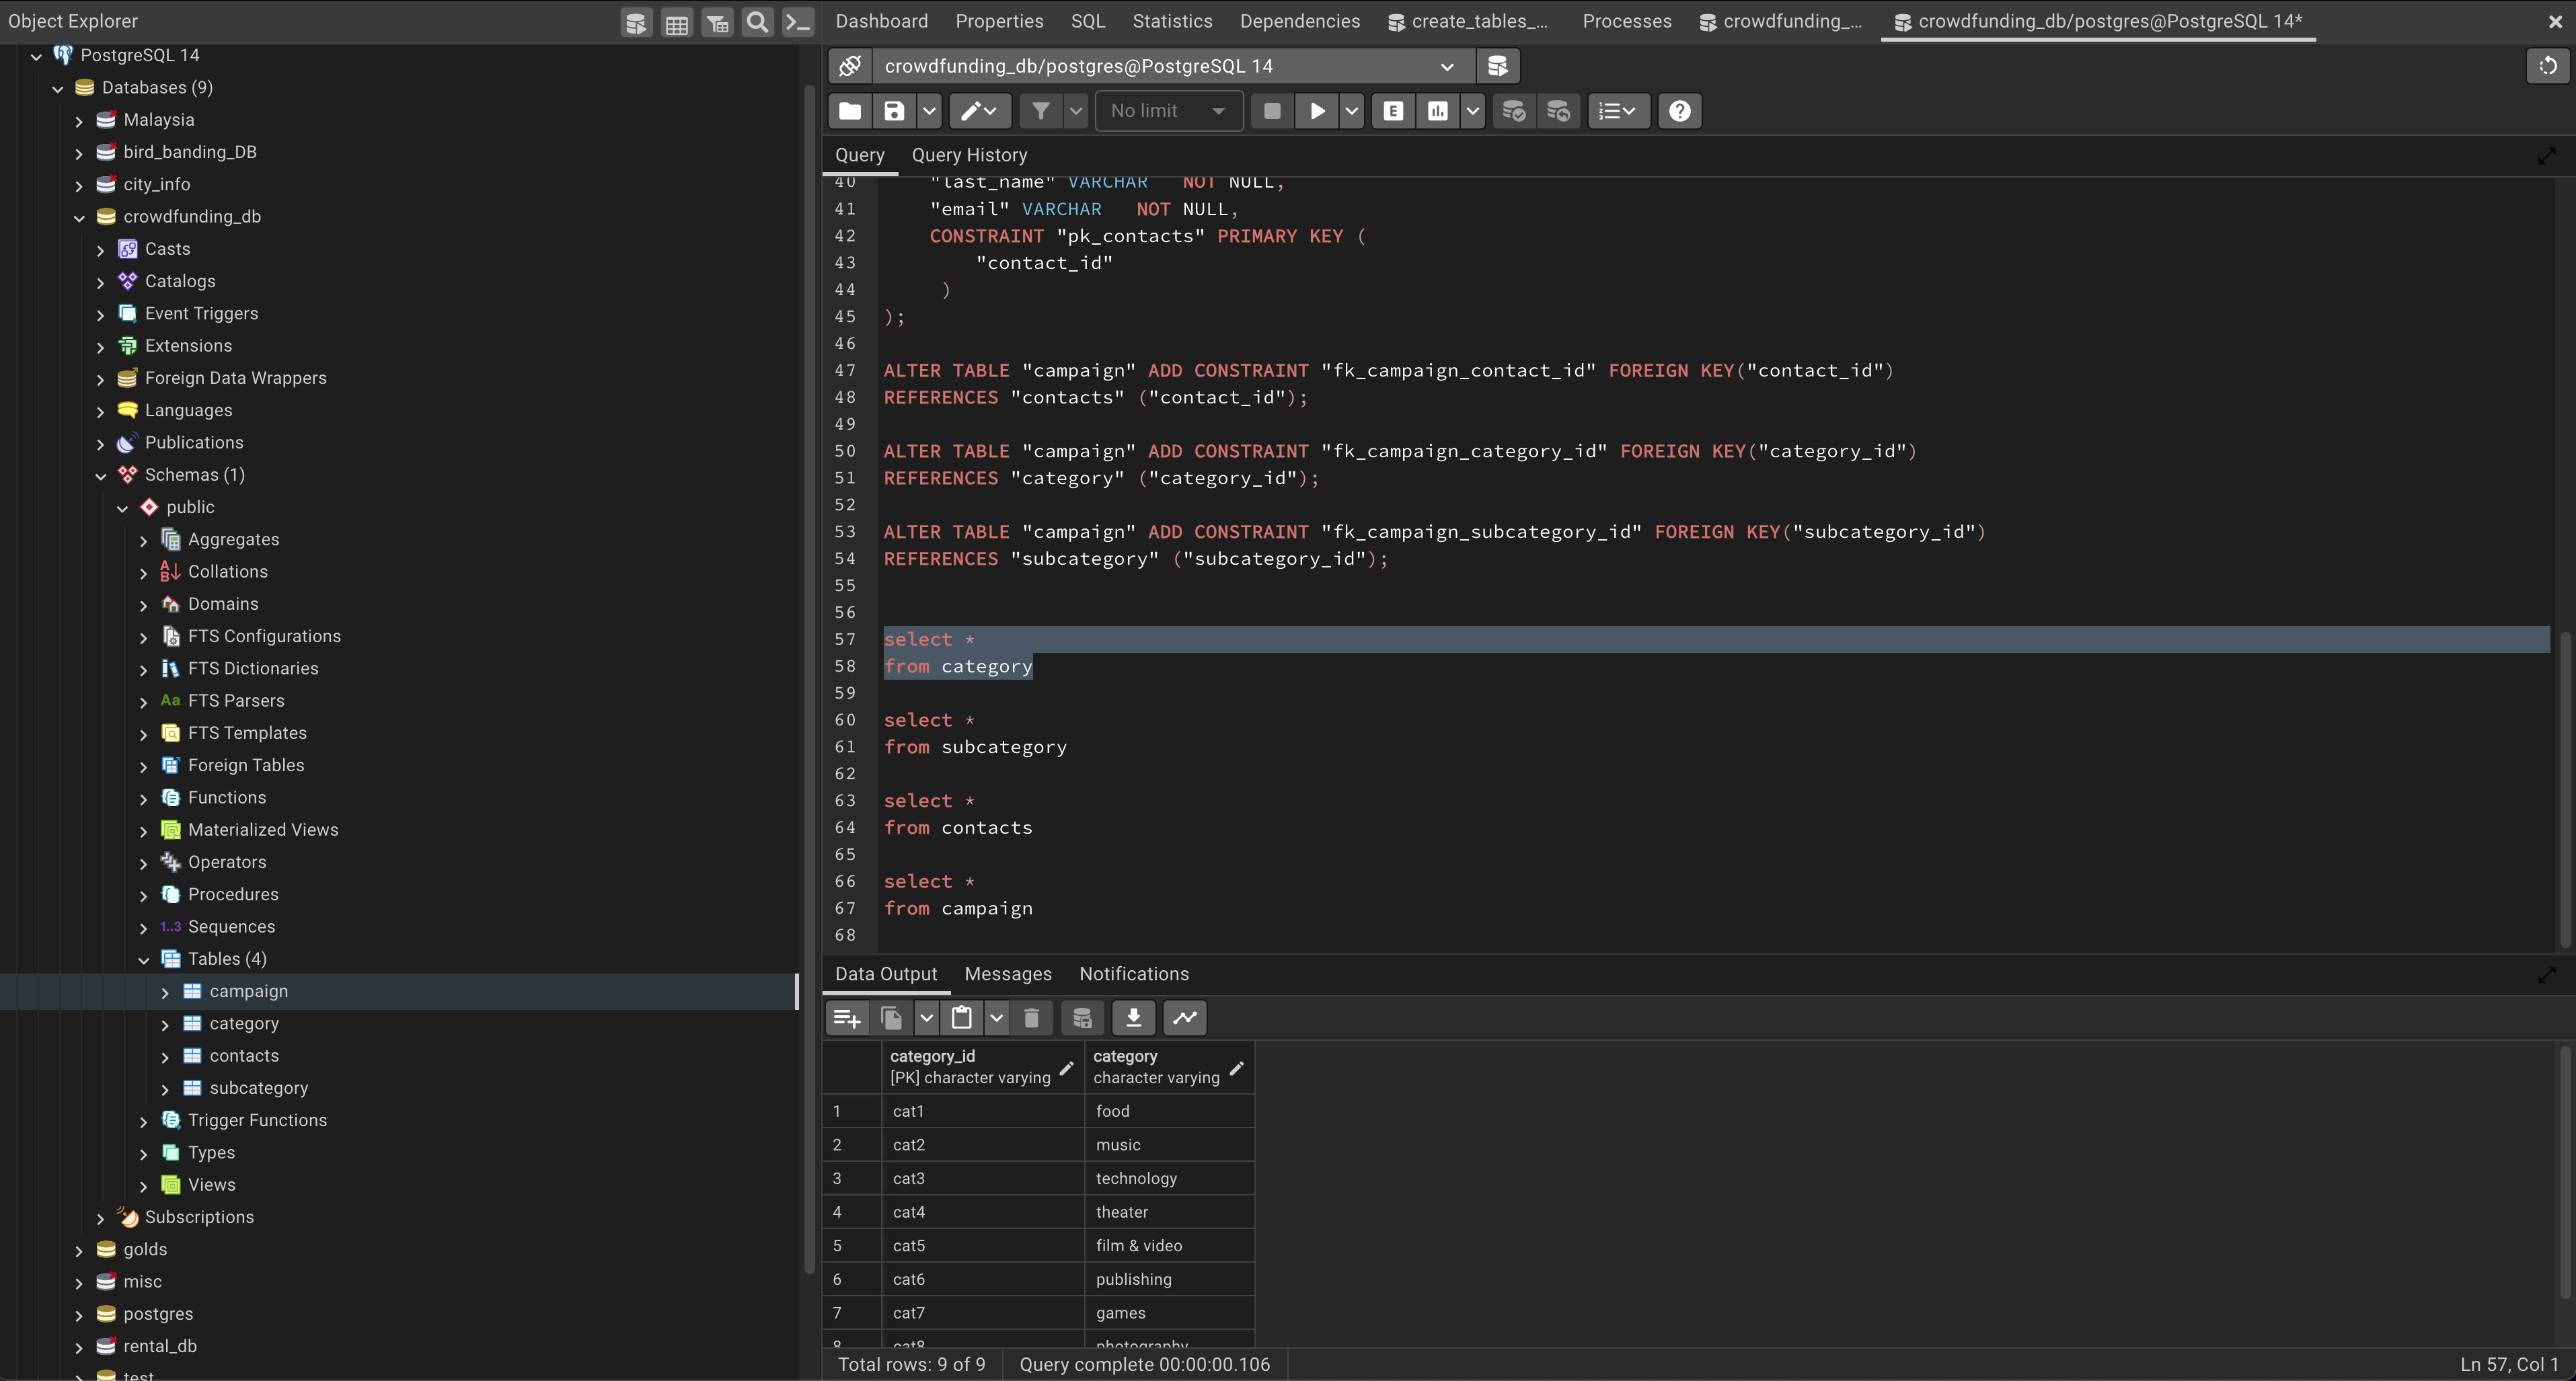 Object Explorer
PostgreSQL 14
Databases (9)
Malaysia
bird_banding_DB
city_info
crowdfunding_db
Casts
Catalogs
Event Triggers
Extensions
Foreign Data Wrappers
Languages
Publications
Schemas (1)
public
Aggregates
Collations
Domains
FTS Configurations
FTS Dictionaries
Aa FTS Parsers
FTS Templates
Foreign Tables
Functions
Materialized Views
Operators
Procedures
1..3 Sequences
Tables (4)
campaign
category
contacts
subcategory
Trigger Functions
Types
Views
Subscriptions
golds
misc
postgres
rental_db
test
Dashboard Properties SQL Statistics Dependencies create_tables_... Processes crowdfunding_... crowdfunding_db/postgres@PostgreSQL 14*
crowdfunding_db/postgres@PostgreSQL 14
No limit E
Query Query History
40 "last_name" VARCHAR NOT NULL,
41 "email" VARCHAR NOT NULL,
42 CONSTRAINT "pk_contacts" PRIMARY KEY (
43 "contact_id"
44 )
45 );
46
47 ALTER TABLE "campaign" ADD CONSTRAINT "fk_campaign_contact_id" FOREIGN KEY("contact_id")
48 REFERENCES "contacts" ("contact_id");
49
50 ALTER TABLE "campaign" ADD CONSTRAINT "fk_campaign_category_id" FOREIGN KEY("category_id")
51 REFERENCES "category" ("category_id");
52
53 ALTER TABLE "campaign" ADD CONSTRAINT "fk_campaign_subcategory_id" FOREIGN KEY("subcategory_id")
54 REFERENCES "subcategory" ("subcategory_id");
55
56
57 select *
58 from category
59
60 select *
61 from subcategory
62
63 select *
64 from contacts
65
66 select *
67 from campaign
68
Data Output Messages Notifications
category_id category
[PK] character varying character varying
1 cat1 food
2 cat2 music
3 cat3 technology
4 cat4 theater
5 cat5 film & video
6 cat6 publishing
7 cat7 games
8 cat8 photography
Total rows: 9 of 9 Query complete 00:00:00.106 Ln 57, Col 1